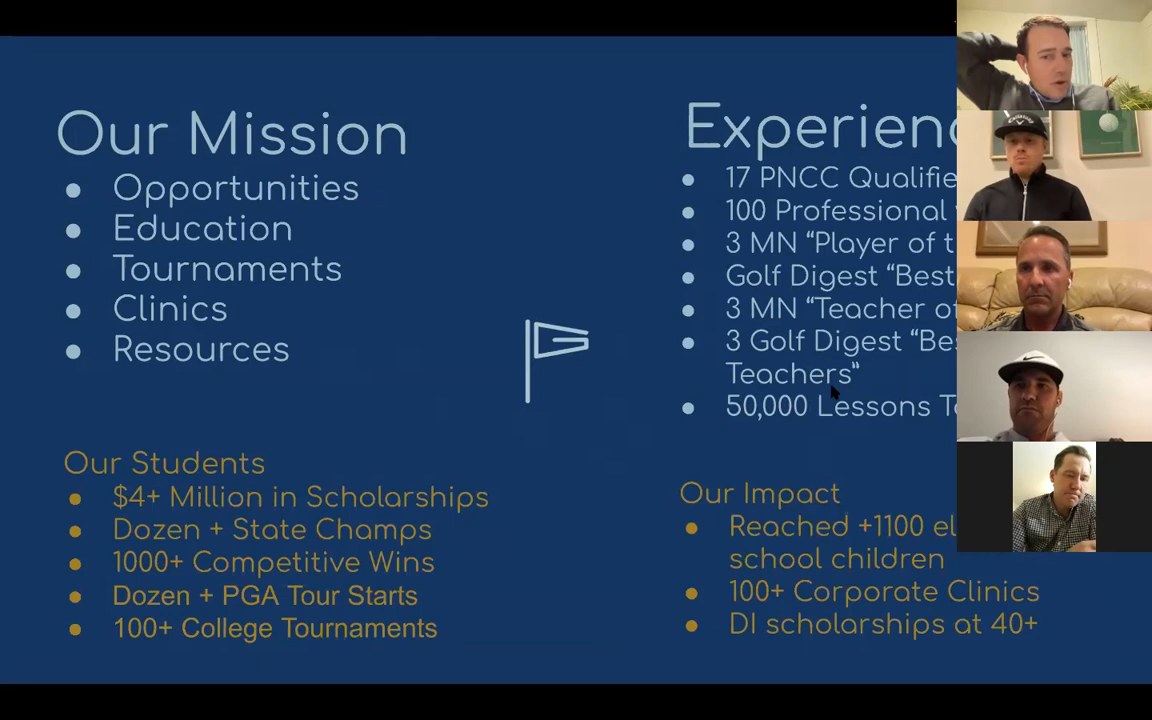 Our Mission
● Opportunities
● Education
● Tournaments
● Clinics
● Resources
Our Students
● $4+ Million in Scholarships
● Dozen + State Champs
● 1000+ Competitive Wins
● Dozen + PGA Tour Starts
● 100+ College Tournaments
Experienc
● 17 PNCC Qualifie
● 100 Professional
● 3 MN “Player of t
● Golf Digest “Best
● 3 MN “Teacher of
● 3 Golf Digest “Bes
Teachers”
● 50,000 Lessons T
Our Impact
● Reached +1100 el
school children
● 100+ Corporate Clinics
● DI scholarships at 40+